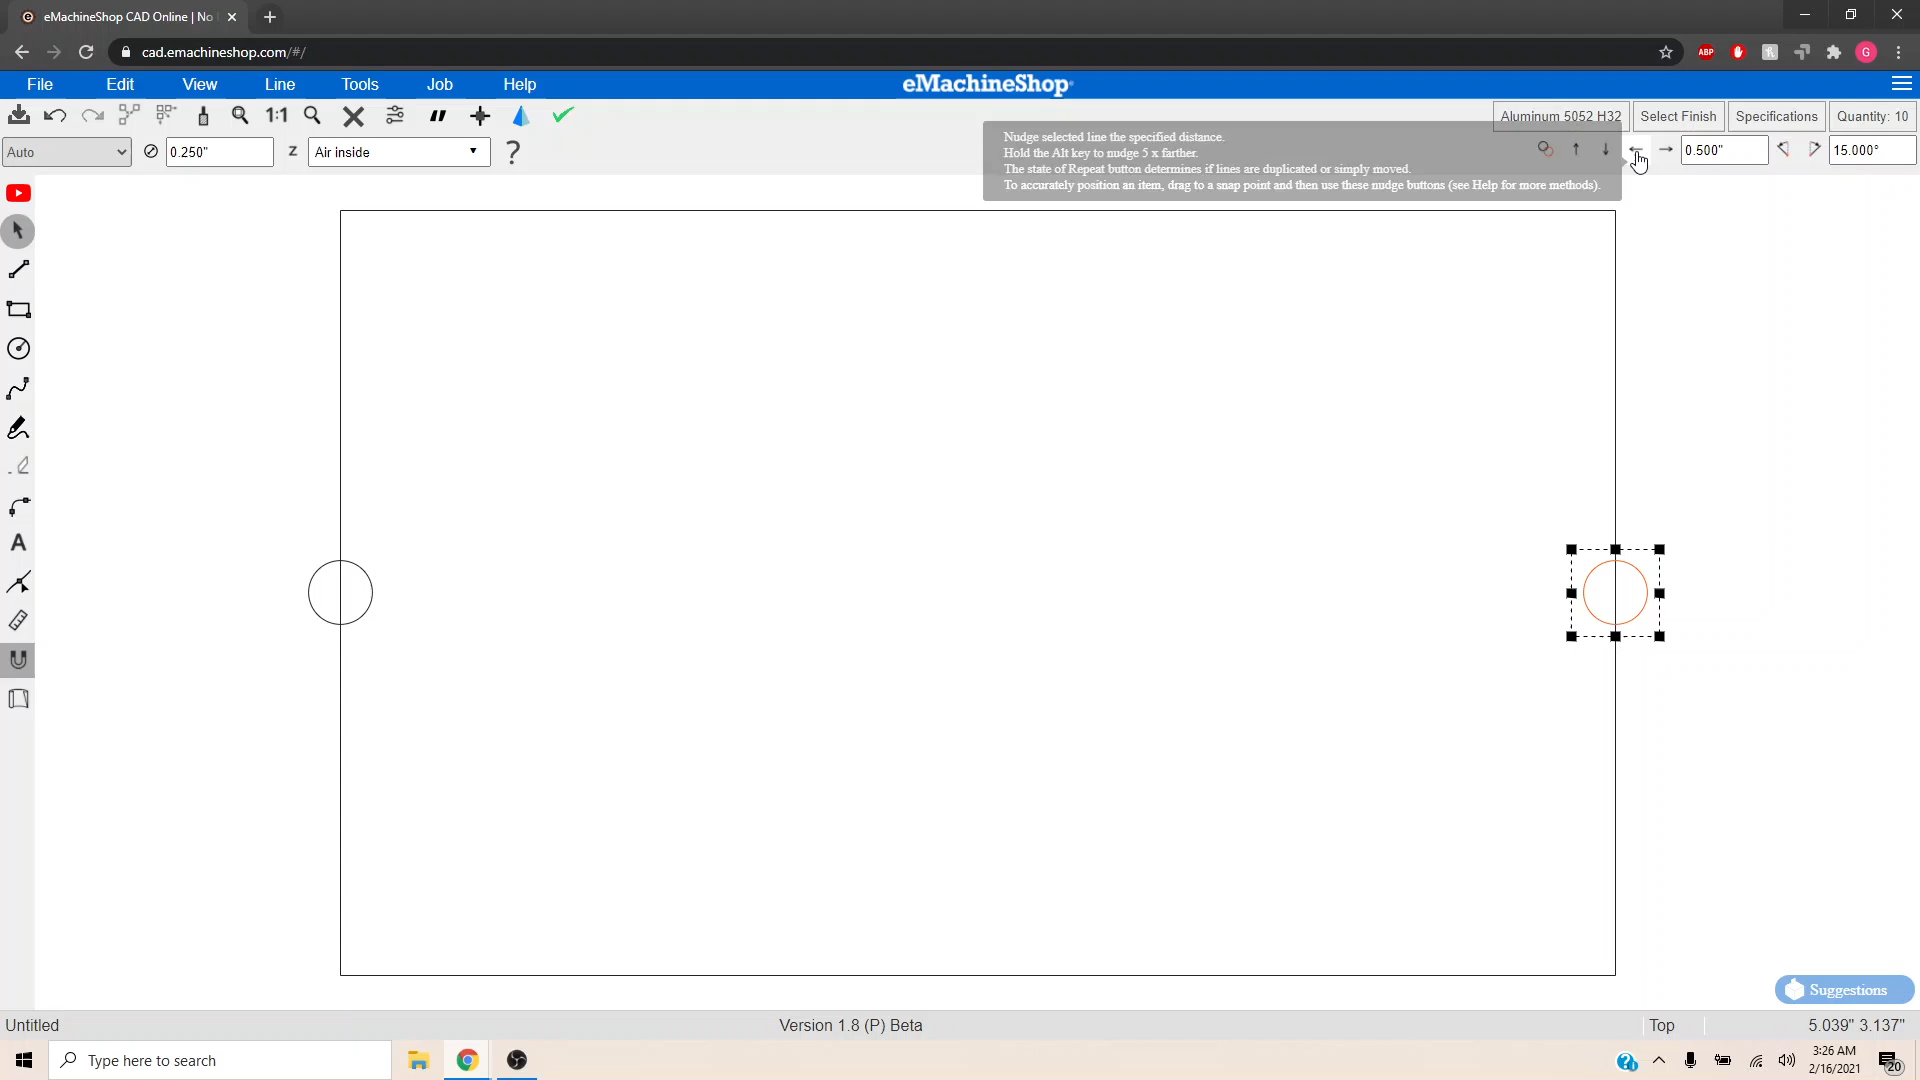 eMachineShop CAD Online | No
cad.emachineshop.com/#/
ABP
G
File Edit View Line Tools Job Help
eMachineShop
1:1
Aluminum 5052 H32 Select Finish Specifications Quantity: 10
Auto 0.250" Z Air inside ?
0.500" 15.000°
Nudge selected line the specified distance.
Hold the Alt key to nudge 5 x farther.
The state of Repeat button determines if lines are duplicated or simply moved.
To accurately position an item, drag to a snap point and then use these nudge buttons (see Help for more methods).
A
Suggestions
Untitled Version 1.8 (P) Beta Top 5.039" 3.137"
Type here to search
3:26 AM
2/16/2021
20